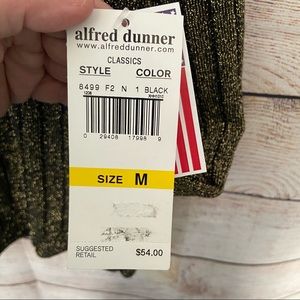 alfred dunner
www.alfreddunner.com
CLASSICS
STYLE COLOR
8499 F2 N 1 BLACK
0 29408 17998 9
SIZE M
SUGGESTED
RETAIL $54.00